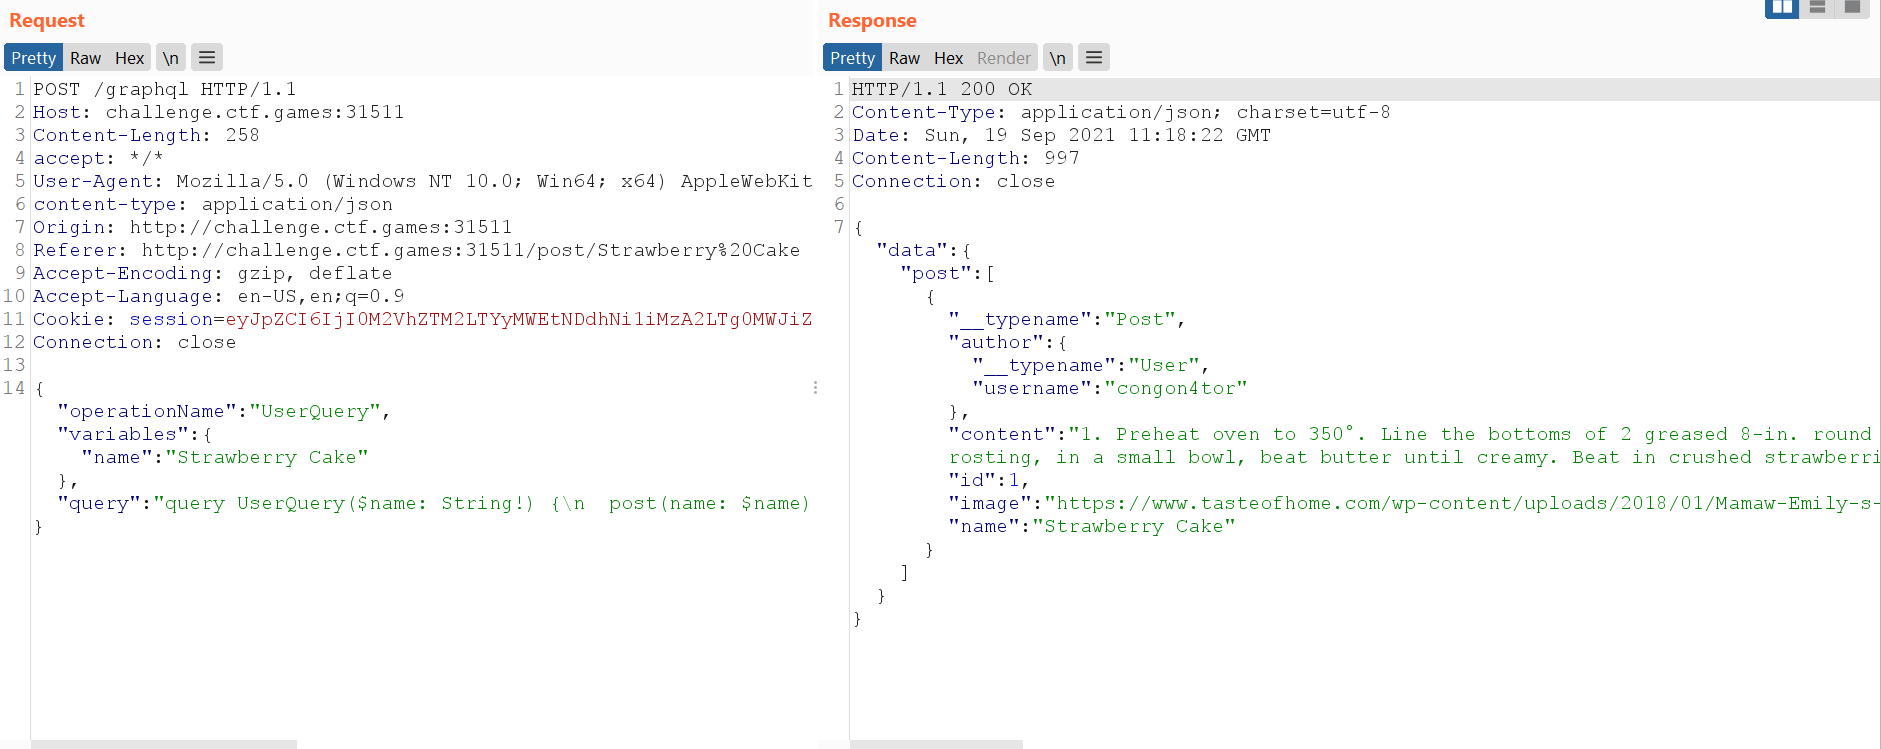 Request
Pretty Raw Hex \n
1 POST /graphql HTTP/1.1
2 Host: challenge.ctf.games:31511
3 Content-Length: 258
4 accept: */*
5 User-Agent: Mozilla/5.0 (Windows NT 10.0; Win64; x64) AppleWebKit
6 content-type: application/json
7 Origin: http://challenge.ctf.games:31511
8 Referer: http://challenge.ctf.games:31511/post/Strawberry%20Cake
9 Accept-Encoding: gzip, deflate
10 Accept-Language: en-US,en;q=0.9
11 Cookie: session=eyJpZCI6IjI0M2VhZTM2LTYyMWEtNDdhNi1iMzA2LTg0MWJiZ
12 Connection: close
13
14 {
"operationName":"UserQuery",
"variables":{
"name":"Strawberry Cake"
},
"query":"query UserQuery($name: String!) {\n  post(name: $name)
}
Response
Pretty Raw Hex Render \n
1 HTTP/1.1 200 OK
2 Content-Type: application/json; charset=utf-8
3 Date: Sun, 19 Sep 2021 11:18:22 GMT
4 Content-Length: 997
5 Connection: close
6
7 {
"data":{
"post":[
{
"__typename":"Post",
"author":{
"__typename":"User",
"username":"congon4tor"
},
"content":"1. Preheat oven to 350°. Line the bottoms of 2 greased 8-in. round
rosting, in a small bowl, beat butter until creamy. Beat in crushed strawberri
"id":1,
"image":"https://www.tasteofhome.com/wp-content/uploads/2018/01/Mamaw-Emily-s-
"name":"Strawberry Cake"
}
]
}
}